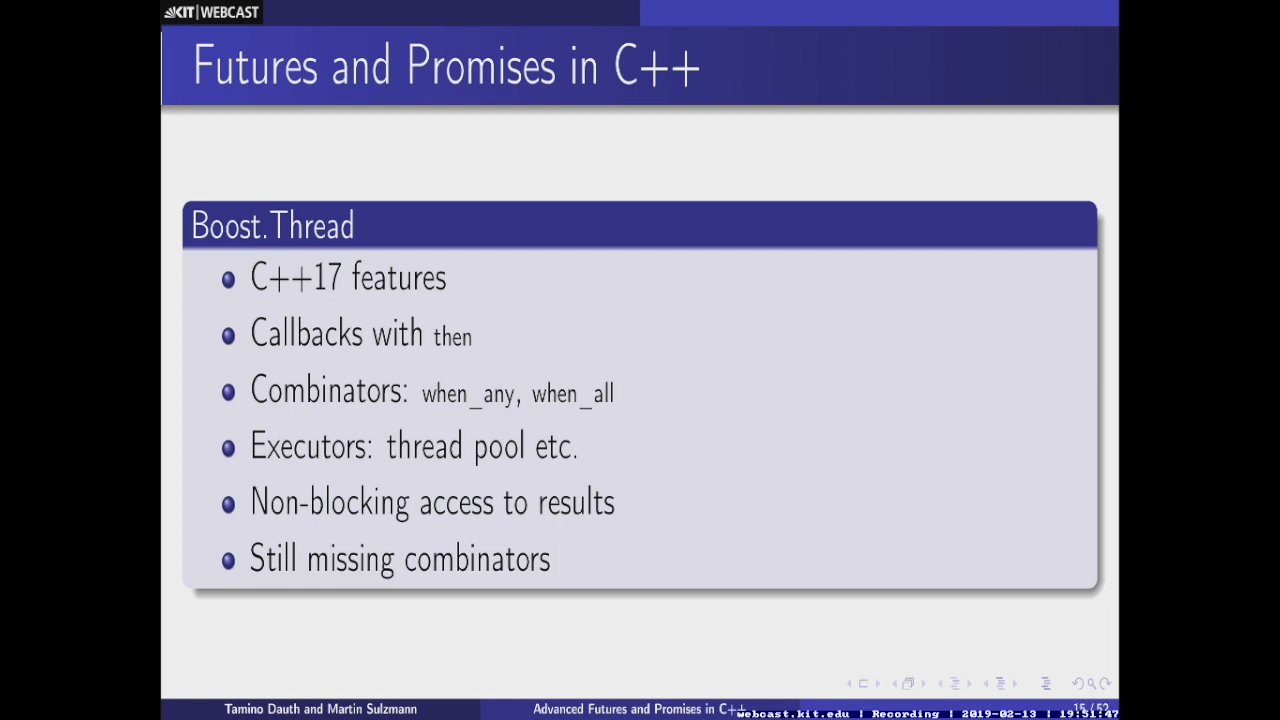 KIT | WEBCAST
Futures and Promises in C++
Boost.Thread
C++17 features
Callbacks with then
Combinators: when_any, when_all
Executors: thread pool etc.
Non-blocking access to results
Still missing combinators
Tamino Dauth and Martin Sulzmann
Advanced Futures and Promises in C++
15 / 52
webcast.kit.edu | Recording | 2019-02-13 | 19:51:47